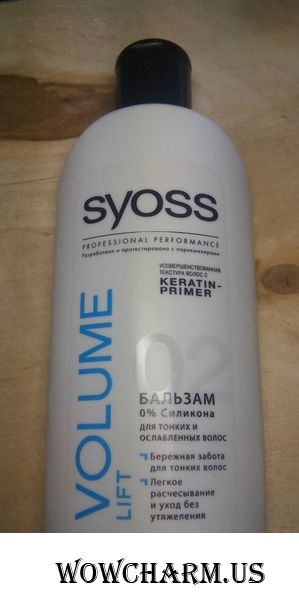 syoss
PROFESSIONAL PERFORMANCE
Разработано и протестировано с парикмахерами
УСОВЕРШЕНСТВОВАННАЯ
ТЕКСТУРА ВОЛОС С
KERATIN-
PRIMER
02
VOLUME
LIFT
БАЛЬЗАМ
0% Силикона
ДЛЯ ТОНКИХ И
ОСЛАБЛЕННЫХ ВОЛОС
Бережная забота
для тонких волос
Легкое
расчесывание
и уход без
утяжеления
WOWCHARM.US